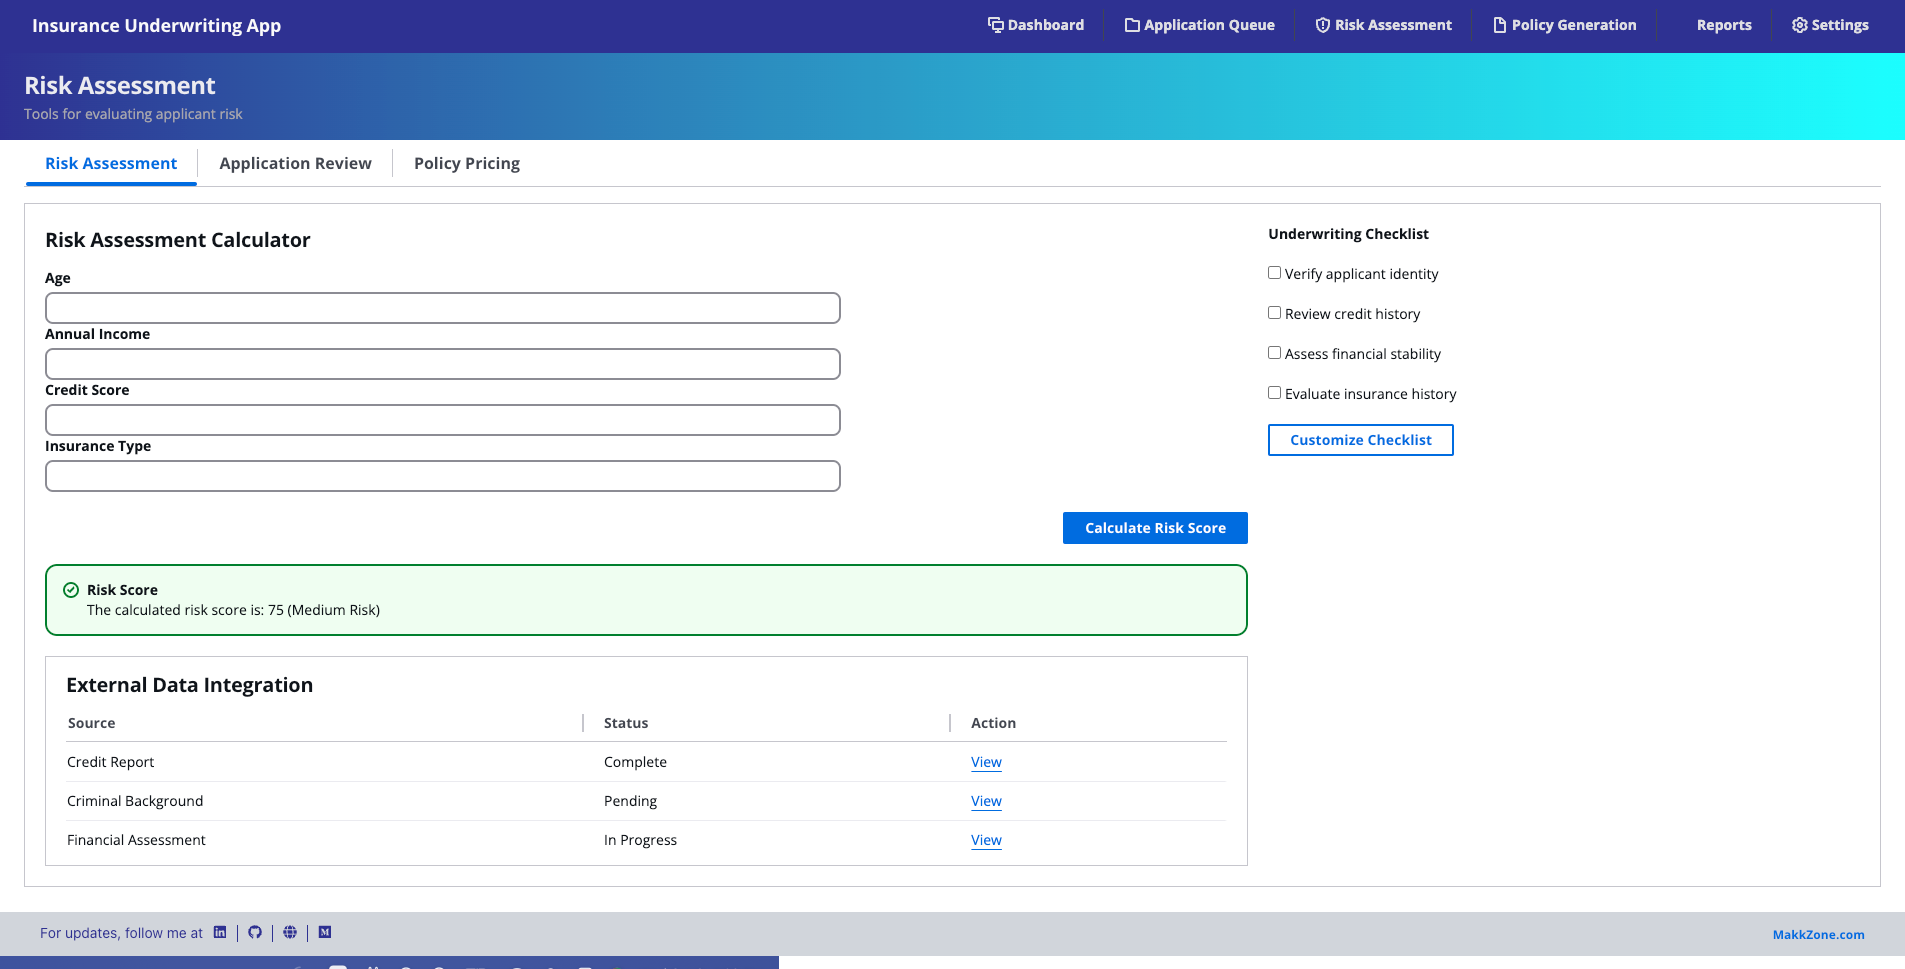 Insurance Underwriting App
Dashboard
Application Queue
Risk Assessment
Policy Generation
Reports
Settings
Risk Assessment
Tools for evaluating applicant risk
Risk Assessment
Application Review
Policy Pricing
Risk Assessment Calculator
Age
Annual Income
Credit Score
Insurance Type
Calculate Risk Score
Risk Score
The calculated risk score is: 75 (Medium Risk)
External Data Integration
Source Status Action
Credit Report Complete View
Criminal Background Pending View
Financial Assessment In Progress View
Underwriting Checklist
Verify applicant identity
Review credit history
Assess financial stability
Evaluate insurance history
Customize Checklist
For updates, follow me at
MakkZone.com